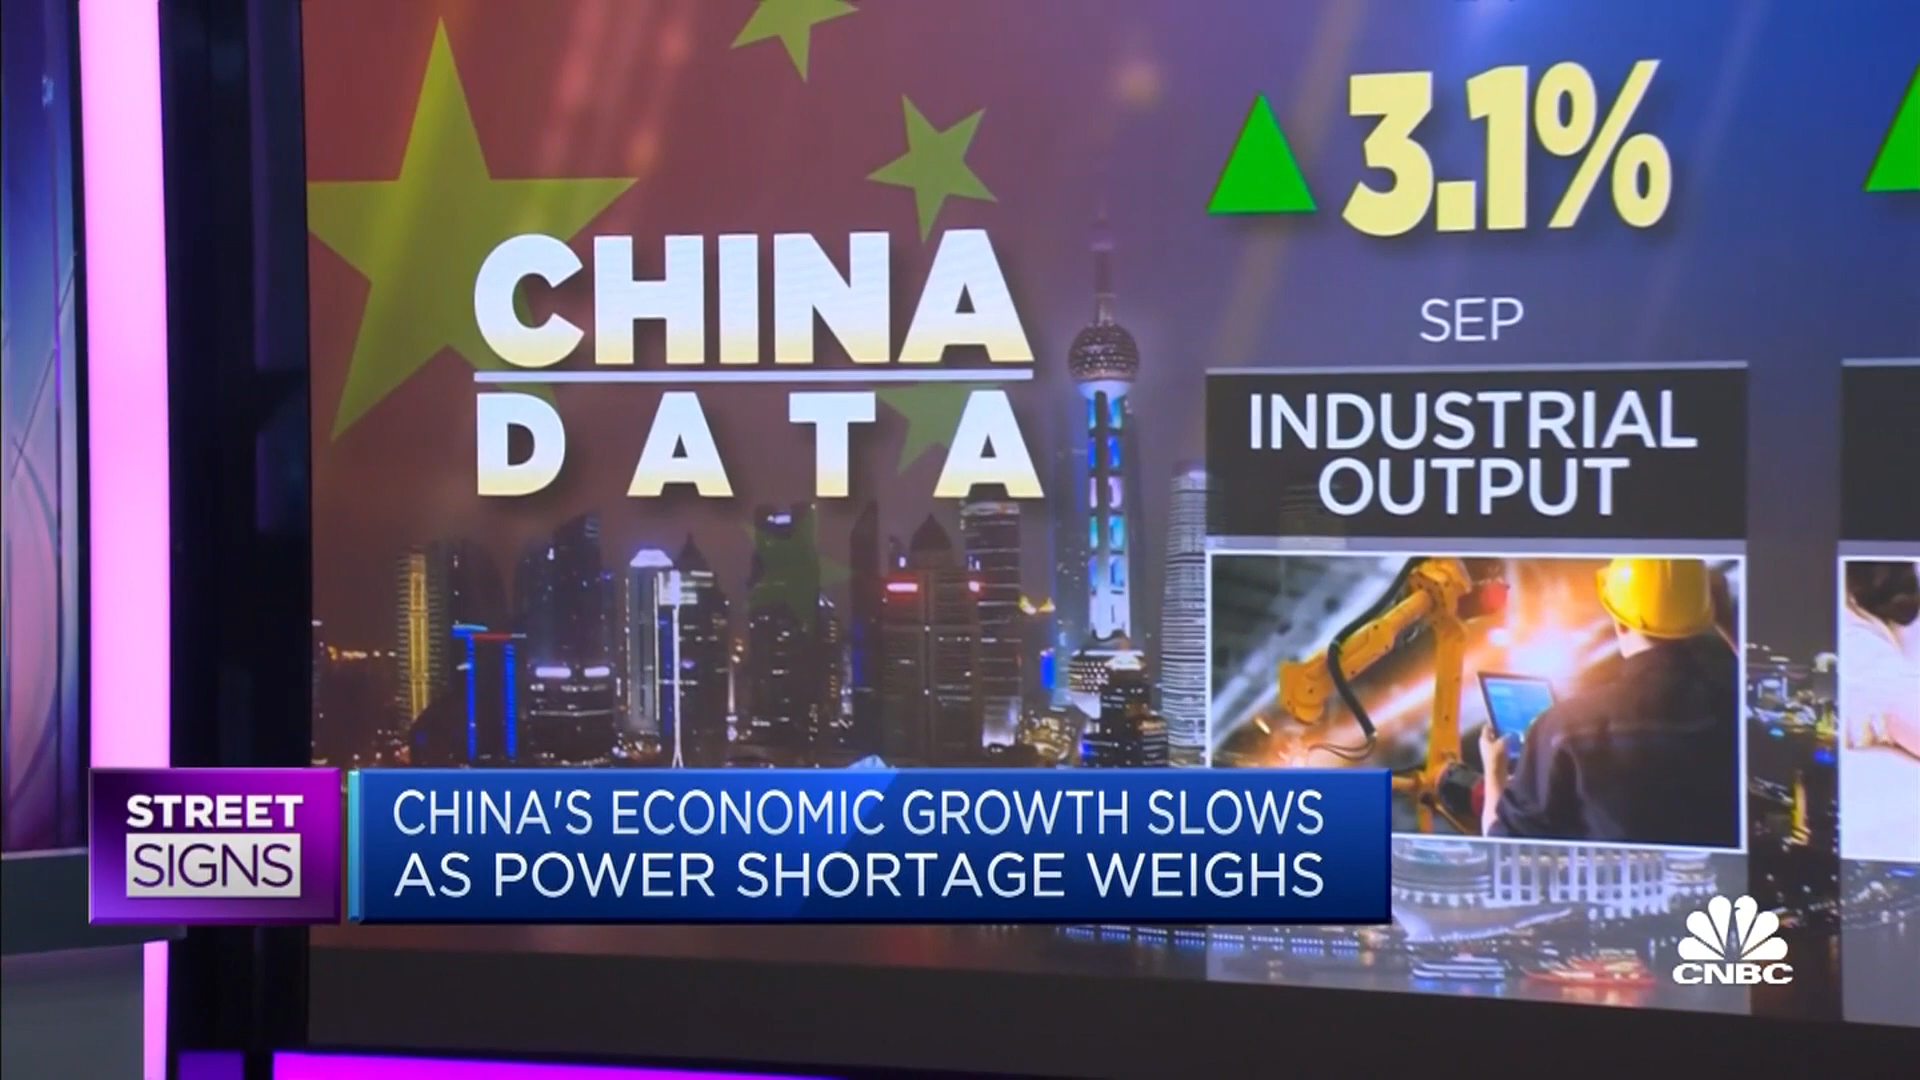 CHINA
DATA
3.1%
SEP
INDUSTRIAL
OUTPUT
STREET
SIGNS
CHINA'S ECONOMIC GROWTH SLOWS
AS POWER SHORTAGE WEIGHS
CNBC